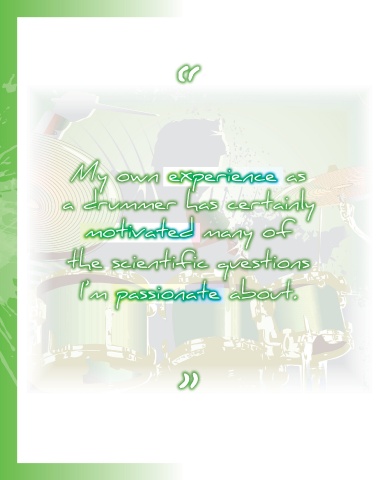 “
My own experience as
a drummer has certainly
motivated many of
the scientific questions
I'm passionate about.
”